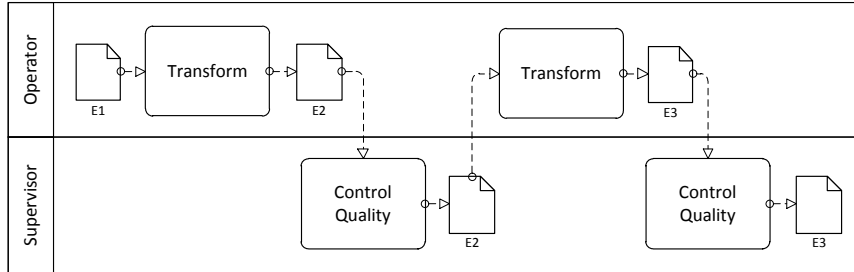 Operator
Transform
Transform
E1
E2
E3
Supervisor
Control
Quality
Control
Quality
E2
E3